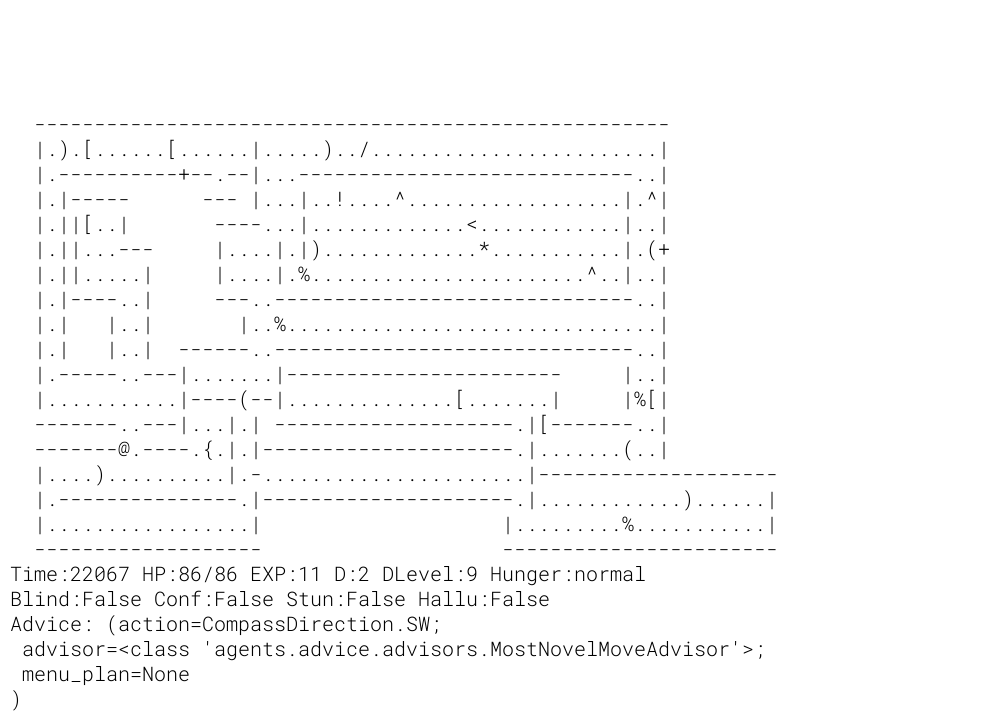 -----------------------------------------------------
  |.).[......[......|.....)../........................|
  |.----------+--.--|...----------------------------..|
  |.|-----      --- |...|..!....^..................|.^|
  |.||[..|       ----...|.............<............|..|
  |.||...---     |....|.|).............*...........|.(+
  |.||.....|     |....|.%.......................^..|..|
  |.|----..|     ---..------------------------------..|
  |.|   |..|       |..%...............................|
  |.|   |..|  ------..------------------------------..|
  |.-----..---|.......|-----------------------     |..|
  |...........|----(--|..............[.......|     |%[|
  -------..---|...|.| --------------------.|[-------..|
  -------@.----.{.|.|---------------------.|.......(..|
  |....)..........|.-......................|--------------------
  |.---------------.|---------------------.|............)......|
  |.................|                    |.........%...........|
  -------------------                    -----------------------
Time:22067 HP:86/86 EXP:11 D:2 DLevel:9 Hunger:normal
Blind:False Conf:False Stun:False Hallu:False
Advice: (action=CompassDirection.SW;
 advisor=<class 'agents.advice.advisors.MostNovelMoveAdvisor'>;
 menu_plan=None
)